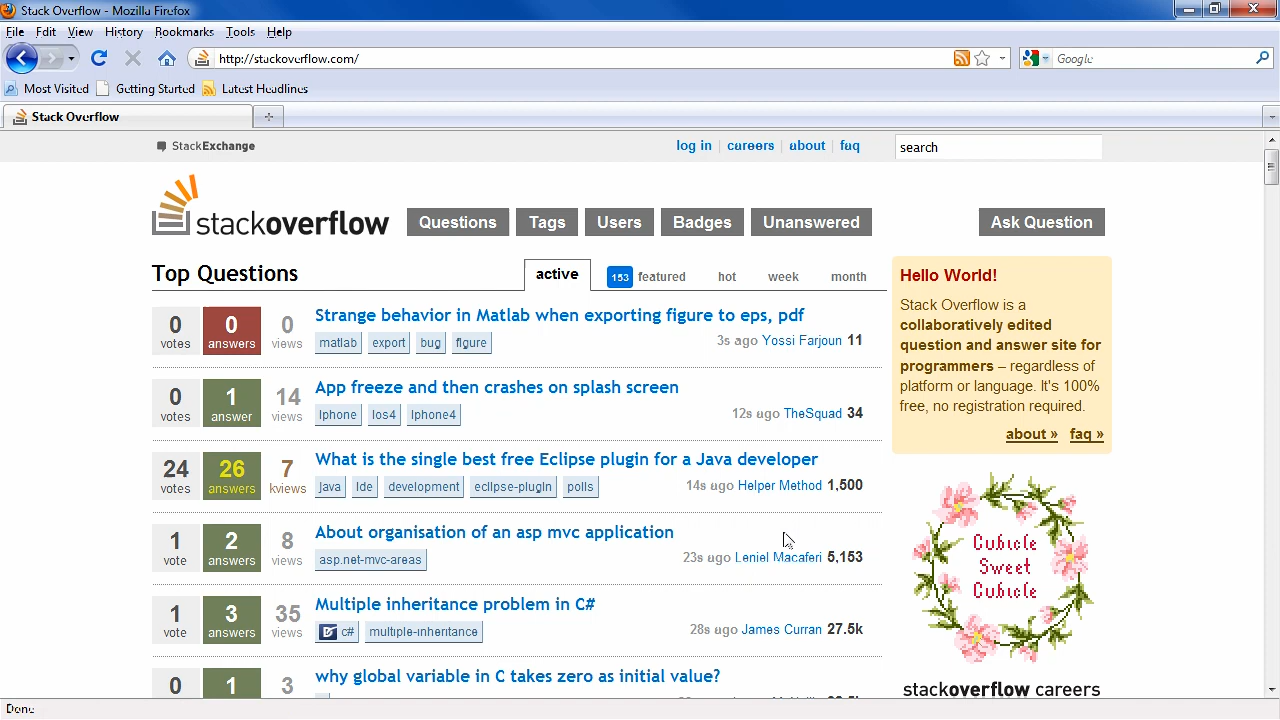 Stack Overflow - Mozilla Firefox
File Edit View History Bookmarks Tools Help
http://stackoverflow.com/
Google
Most Visited Getting Started Latest Headlines
Stack Overflow
StackExchange
log in careers about faq
search
stackoverflow
Questions Tags Users Badges Unanswered
Ask Question
Top Questions
active 153 featured hot week month
0 votes 0 answers 0 views
Strange behavior in Matlab when exporting figure to eps, pdf
matlab export bug figure
3s ago Yossi Farjoun 11
0 votes 1 answer 14 views
App freeze and then crashes on splash screen
iphone ios4 iphone4
12s ago TheSquad 34
24 votes 26 answers 7 kviews
What is the single best free Eclipse plugin for a Java developer
java ide development eclipse-plugin polls
14s ago Helper Method 1,500
1 vote 2 answers 8 views
About organisation of an asp mvc application
asp.net-mvc-areas
23s ago Leniel Macaferi 5,153
1 vote 3 answers 35 views
Multiple inheritance problem in C#
c# multiple-inheritance
28s ago James Curran 27.5k
0 1 3
why global variable in C takes zero as initial value?
Hello World!
Stack Overflow is a
collaboratively edited
question and answer site for
programmers – regardless of
platform or language. It's 100%
free, no registration required.
about » faq »
Cubicle
Sweet
Cubicle
stackoverflow careers
Done